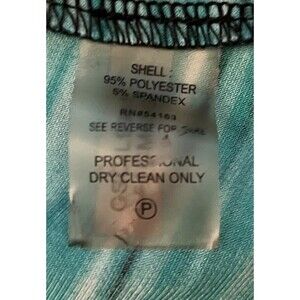 SHELL:
95% POLYESTER
5% SPANDEX
RN#54163
SEE REVERSE FOR
PROFESSIONAL
DRY CLEAN ONLY
P